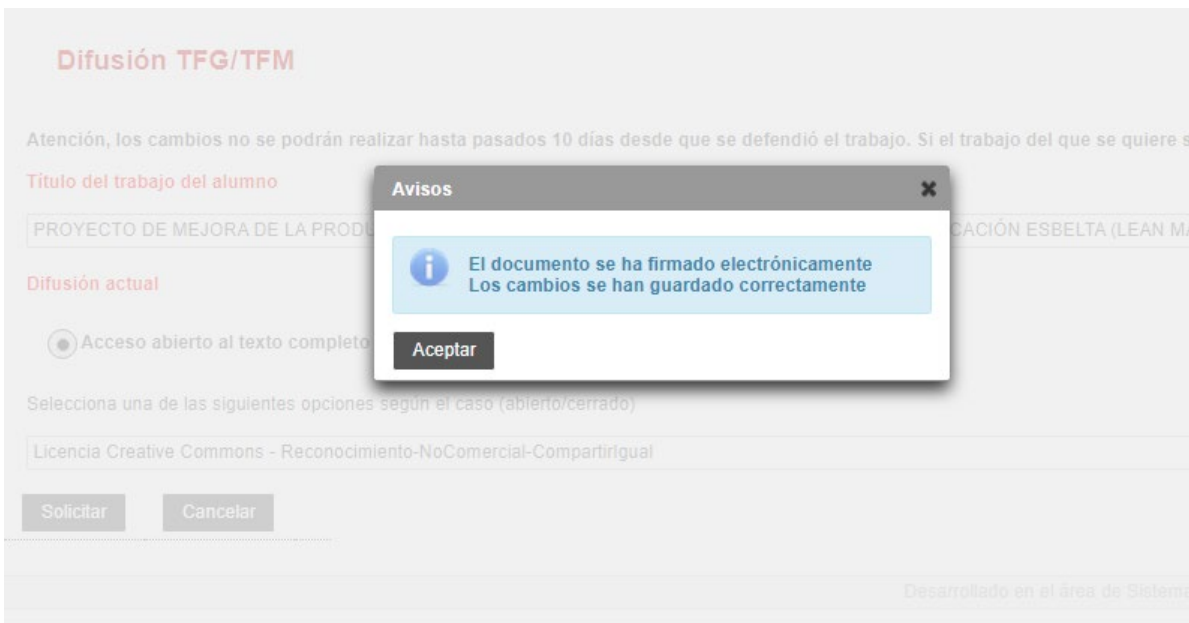 Difusión TFG/TFM
Atención, los cambios no se podrán realizar hasta pasados 10 días desde que se defendió el trabajo. Si el trabajo del que se quiere
Título del trabajo del alumno
Avisos
PROYECTO DE MEJORA DE LA ESBELTA (LEAN
El documento se ha firmado electrónicamente
Los cambios se han guardado correctamente
Difusión actual
Acceso abierto al texto completo
Aceptar
Selecciona una de las siguientes opciones según el caso (abierto/cerrado)
Licencia Creative Commons - Reconocimiento-NoComercial-CompartirIgual
Solicitar Cancelar
Desarrollado en el área de